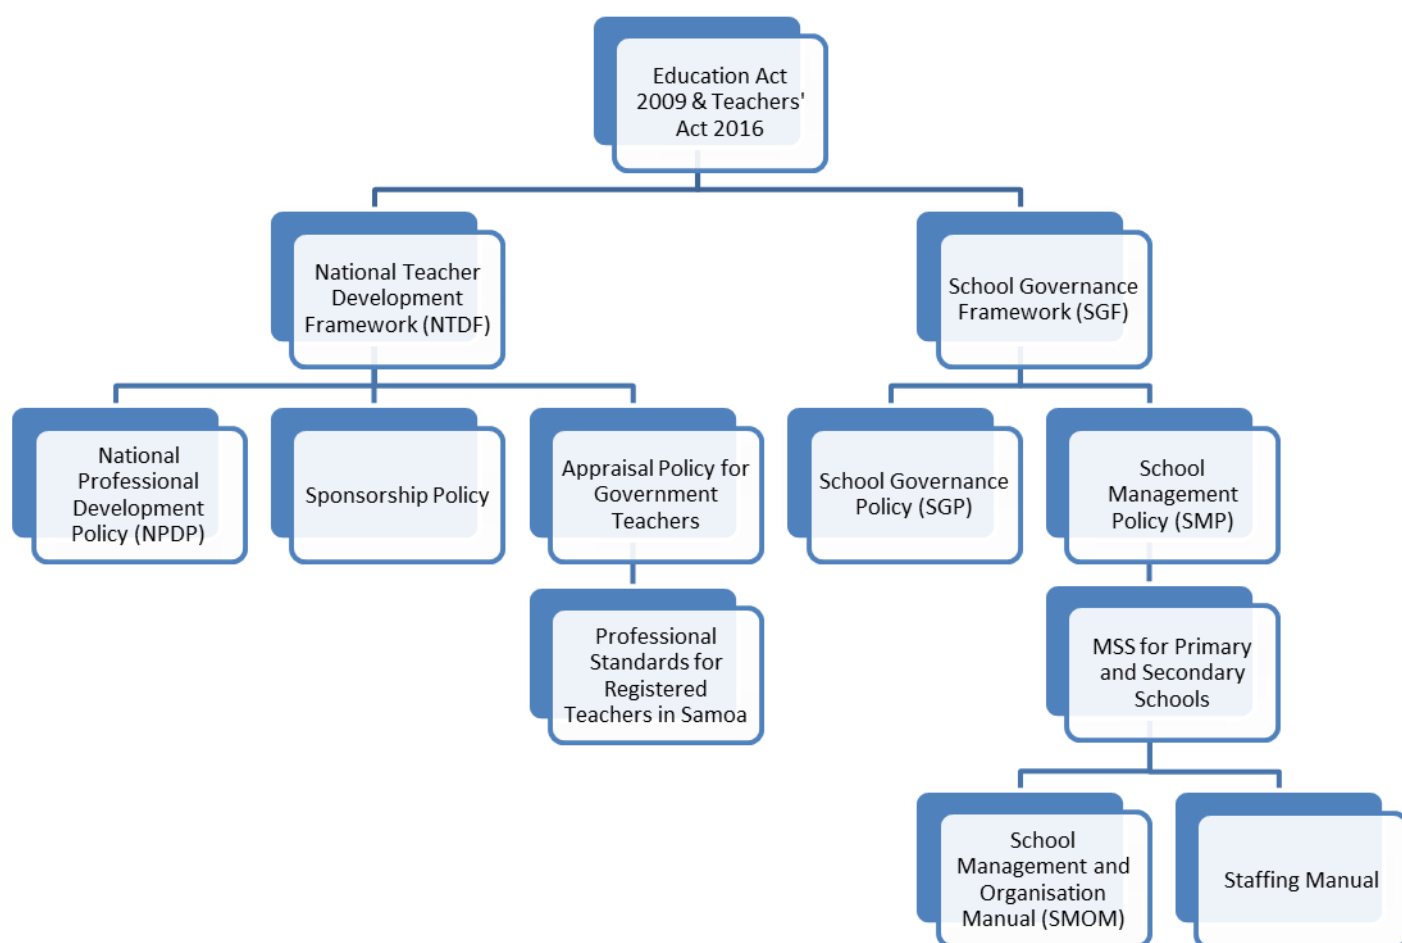 Education Act
2009 & Teachers'
Act 2016
National Teacher
Development
Framework (NTDF)
School Governance
Framework (SGF)
National
Professional
Development
Policy (NPDP)
Sponsorship Policy
Appraisal Policy for
Government
Teachers
School Governance
Policy (SGP)
School
Management
Policy (SMP)
Professional
Standards for
Registered
Teachers in Samoa
MSS for Primary
and Secondary
Schools
School
Management and
Organisation
Manual (SMOM)
Staffing Manual